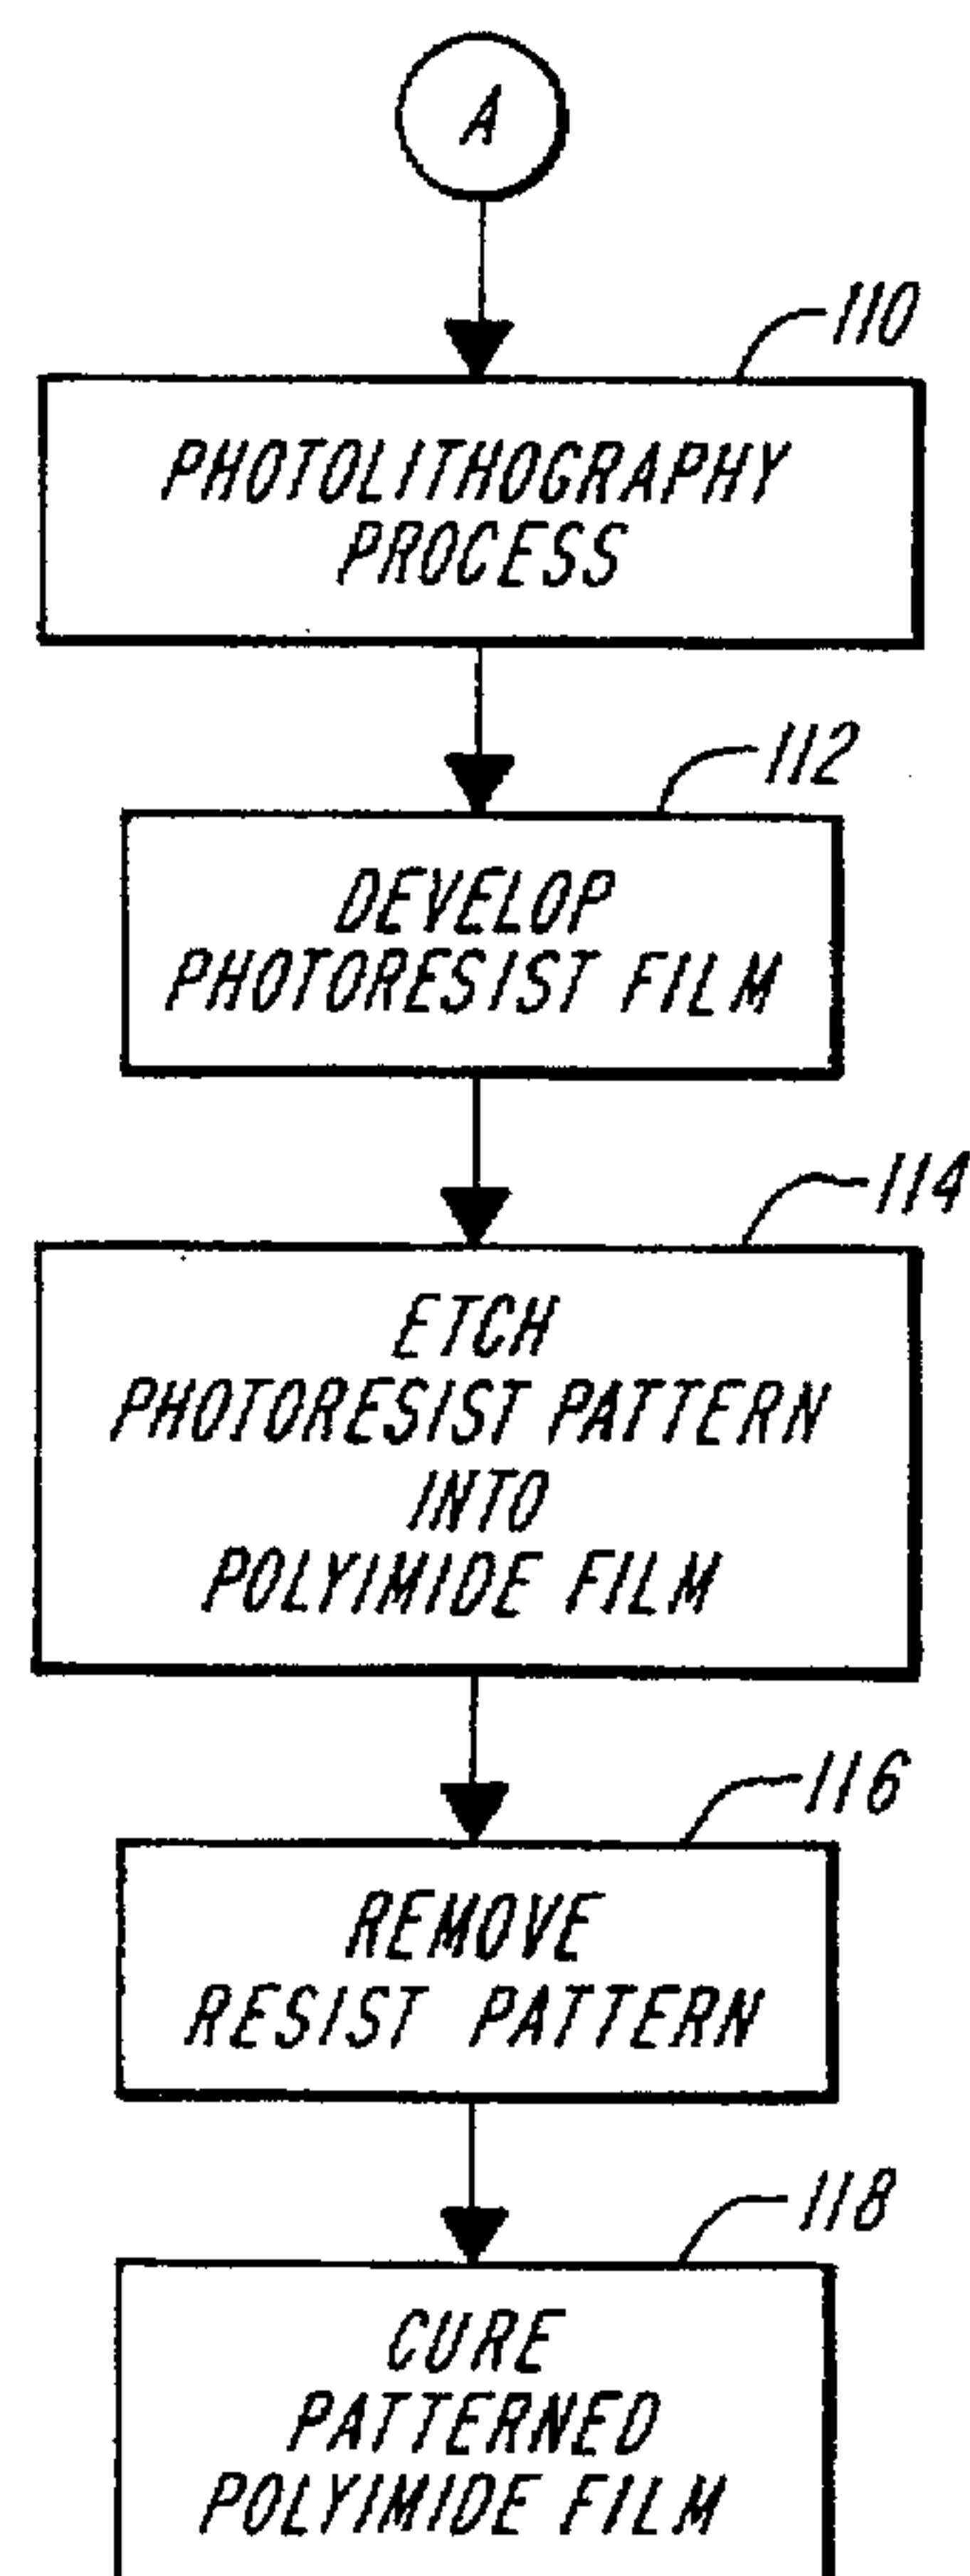 A
110
PHOTOLITHOGRAPHY
PROCESS
112
DEVELOP
PHOTORESIST FILM
114
ETCH
PHOTORESIST PATTERN
INTO
POLYIMIDE FILM
116
REMOVE
RESIST PATTERN
118
CURE
PATTERNED
POLYIMIDE FILM